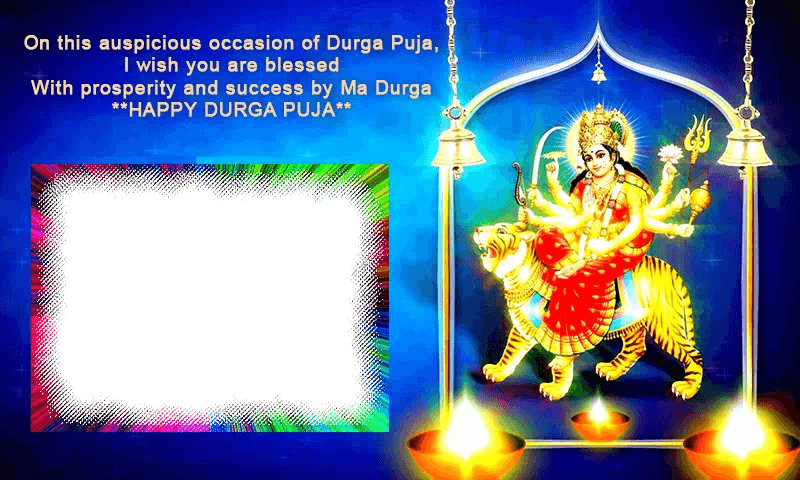 On this auspicious occasion of Durga Puja,
I wish you are blessed
With prosperity and success by Ma Durga
**HAPPY DURGA PUJA**